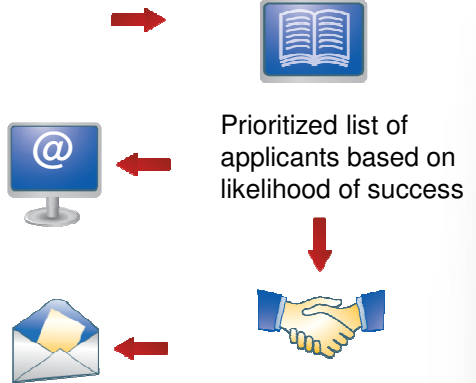 @
Prioritized list of
applicants based on
likelihood of success